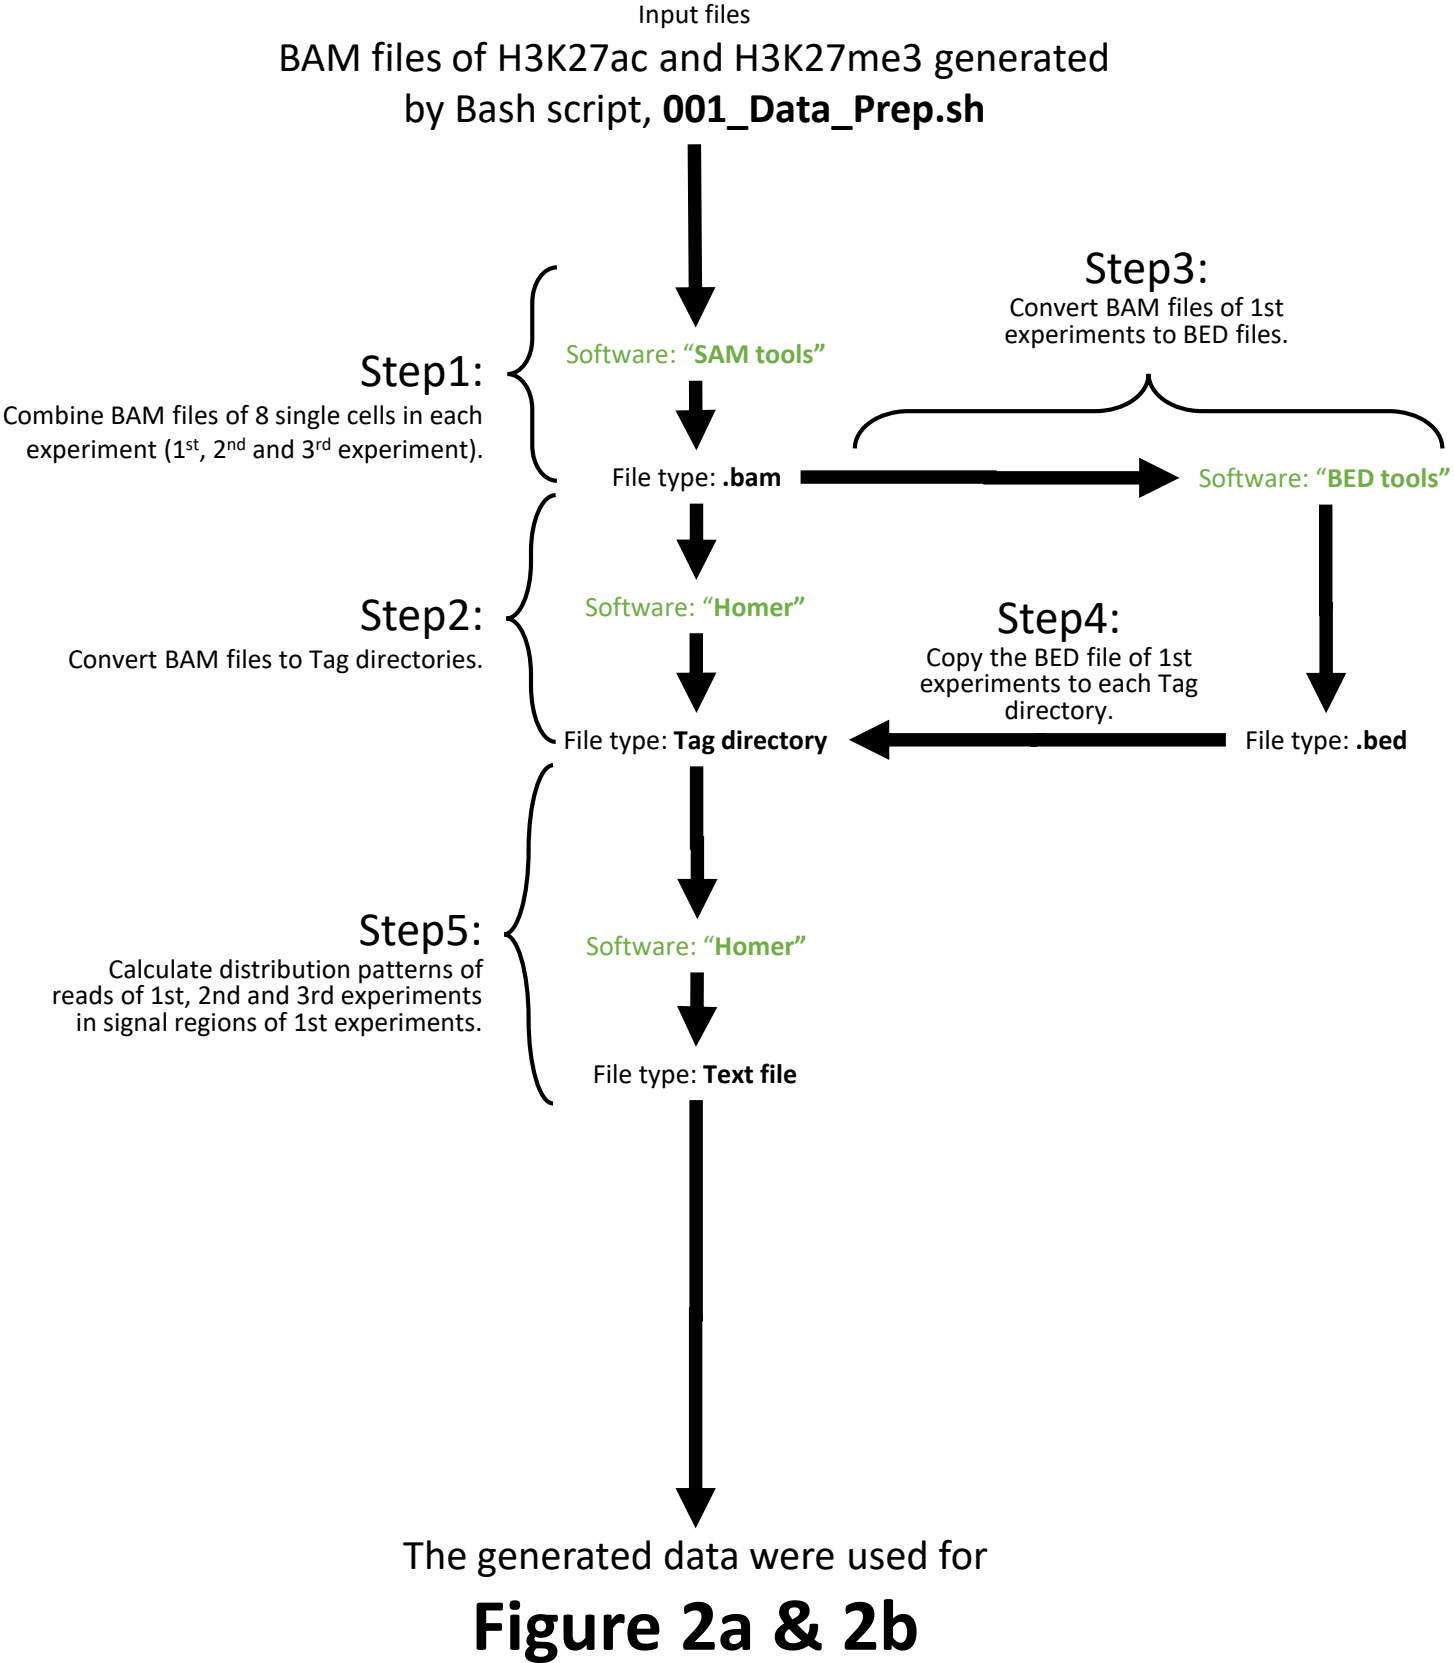 Input files
BAM files of H3K27ac and H3K27me3 generated
by Bash script, 001_Data_Prep.sh
Step3:
Convert BAM files of 1st
experiments to BED files.
Software: “SAM tools”
Step1:
Combine BAM files of 8 single cells in each
experiment (1st, 2nd and 3rd experiment).
File type: .bam
Software: “BED tools”
Step2:
Convert BAM files to Tag directories.
Software: “Homer”
Step4:
Copy the BED file of 1st
experiments to each Tag
directory.
File type: Tag directory
File type: .bed
Step5:
Calculate distribution patterns of
reads of 1st, 2nd and 3rd experiments
in signal regions of 1st experiments.
Software: “Homer”
File type: Text file
The generated data were used for
Figure 2a & 2b